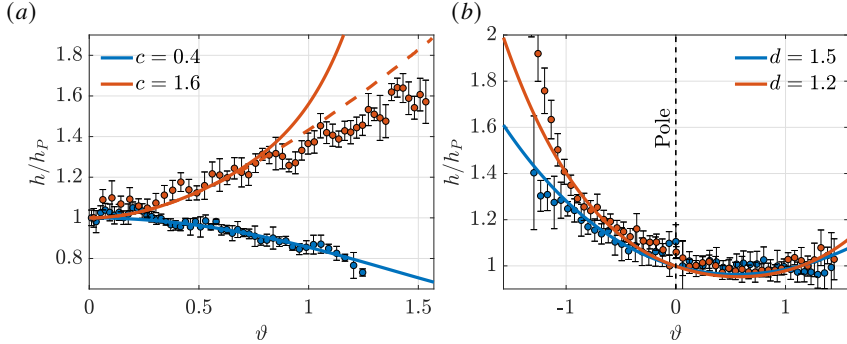 (a)
h/h_P
1.8
1.6
1.4
1.2
1
0.8
c = 0.4
c = 1.6
0
0.5
1
1.5
ϑ
(b)
h/h_P
2
1.8
1.6
1.4
1.2
1
Pole
d = 1.5
d = 1.2
-1
0
1
ϑ